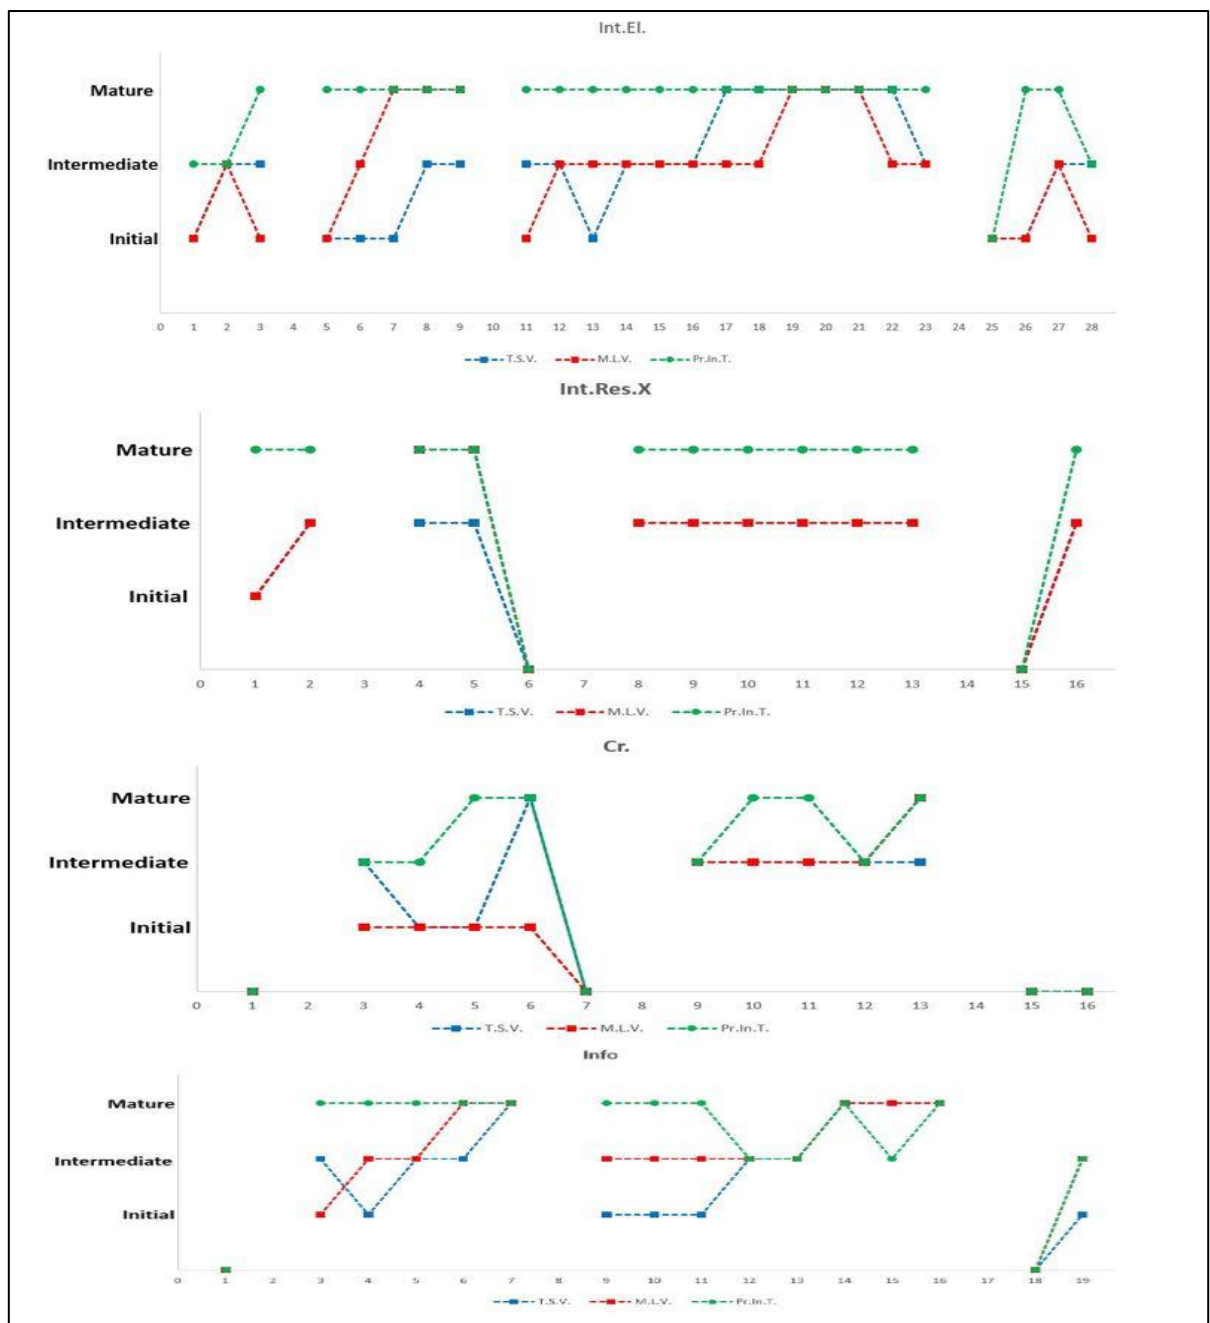 Int.El.
Mature
Intermediate
Initial
0 1 2 3 4 5 6 7 8 9 10 11 12 13 14 15 16 17 18 19 20 21 22 23 24 25 26 27 28
T.S.V. M.L.V. Pr.In.T.
Int.Res.X
Mature
Intermediate
Initial
0 1 2 3 4 5 6 7 8 9 10 11 12 13 14 15 16
T.S.V. M.L.V. Pr.In.T.
Cr.
Mature
Intermediate
Initial
0 1 2 3 4 5 6 7 8 9 10 11 12 13 14 15 16
T.S.V. M.L.V. Pr.In.T.
Info
Mature
Intermediate
Initial
0 1 2 3 4 5 6 7 8 9 10 11 12 13 14 15 16 17 18 19
T.S.V. M.L.V. Pr.In.T.